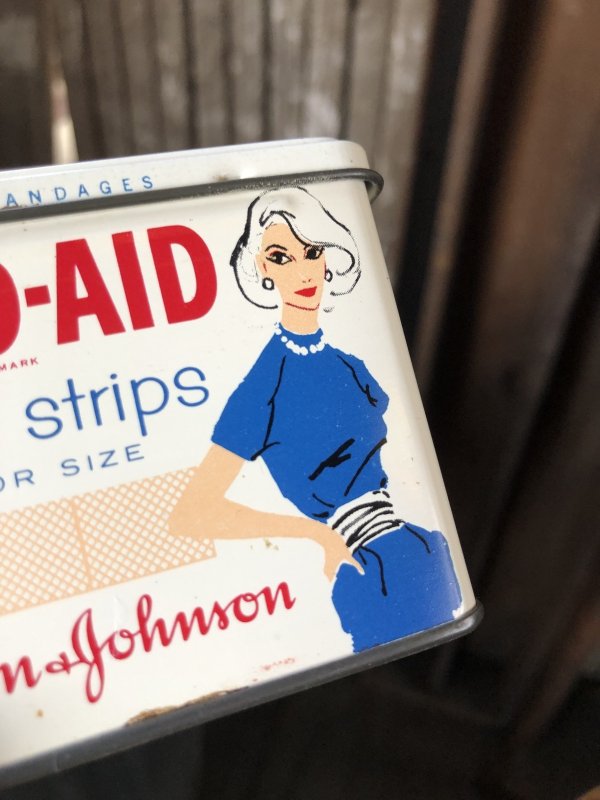 ANDAGES
-AID
MARK
strips
OR SIZE
n & Johnson